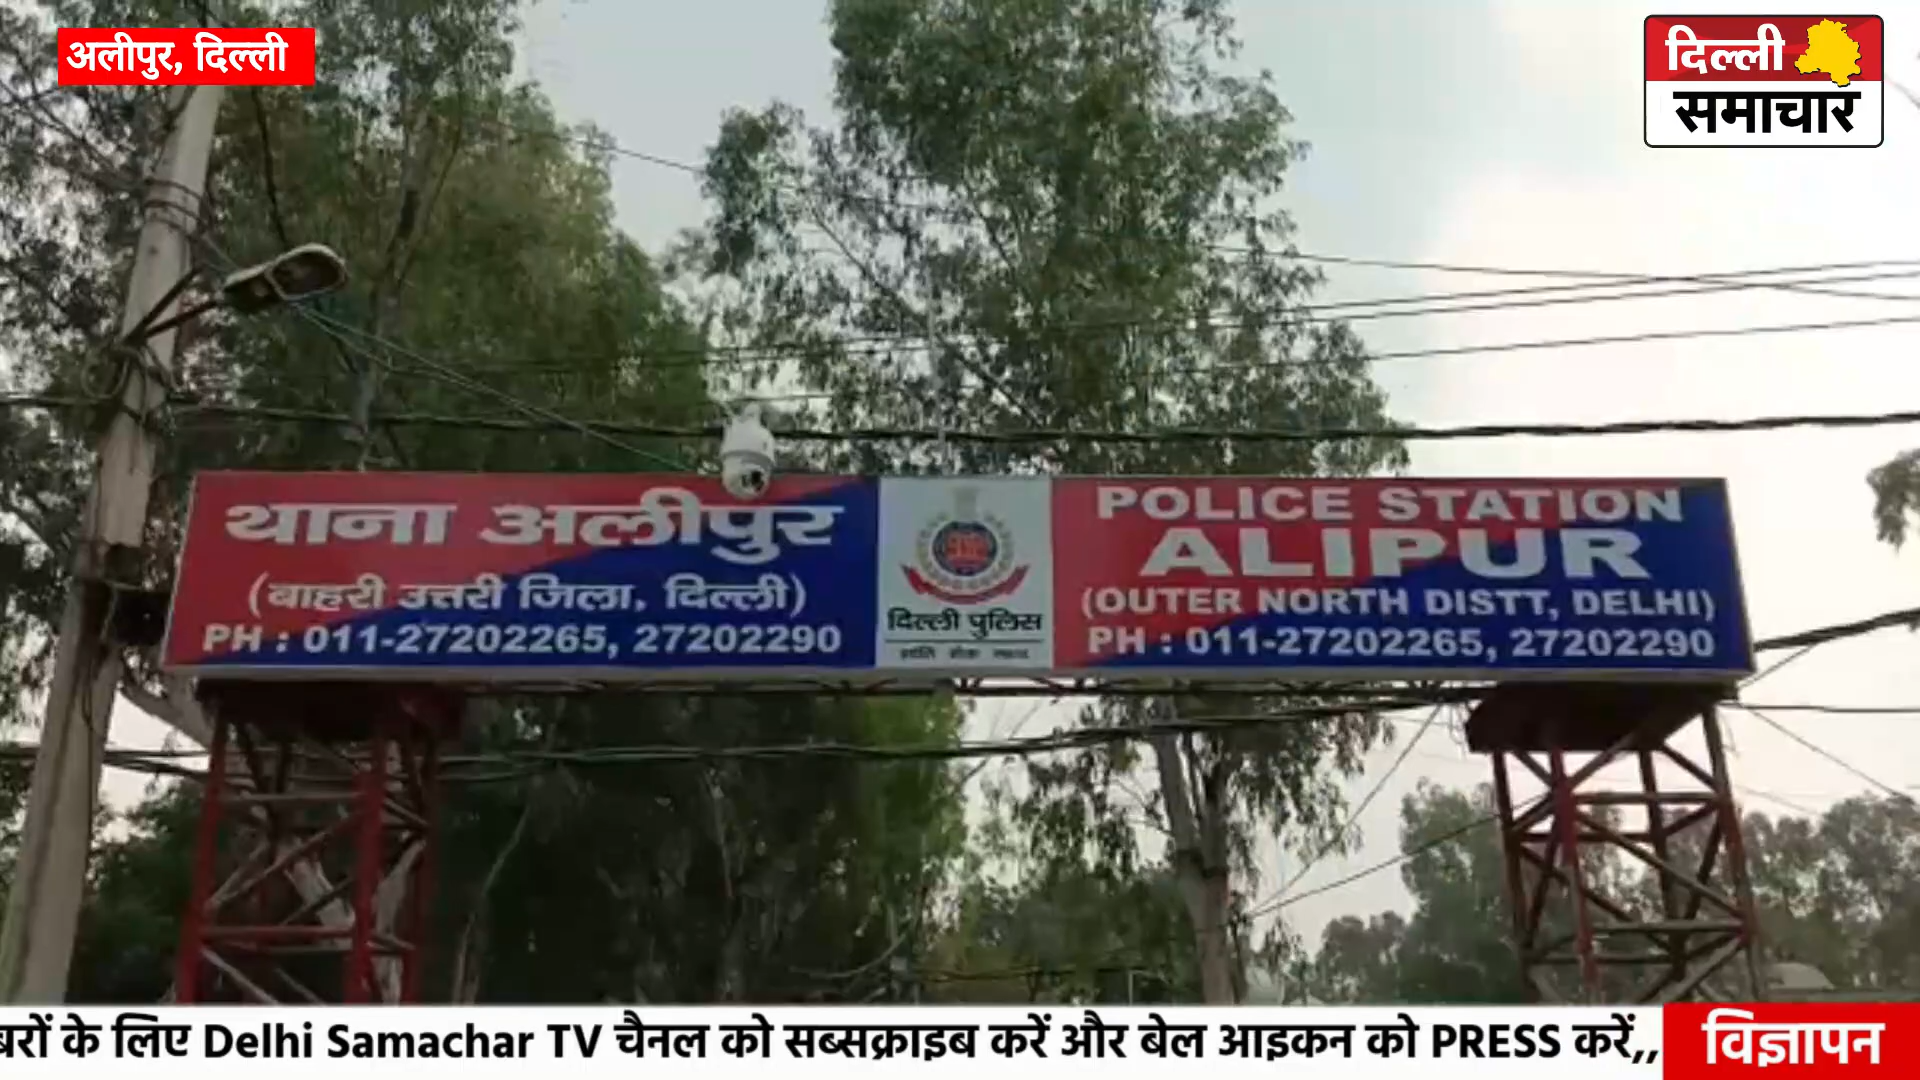 अलीपुर, दिल्ली
दिल्ली
समाचार
थाना अलीपुर
(बाहरी उत्तरी जिला, दिल्ली)
PH : 011-27202265, 27202290
दिल्ली पुलिस
POLICE STATION
ALIPUR
(OUTER NORTH DISTT, DELHI)
PH : 011-27202265, 27202290
के लिए Delhi Samachar TV चैनल को सब्सक्राइब करें और बेल आइकन को PRESS करें,,
विज्ञापन